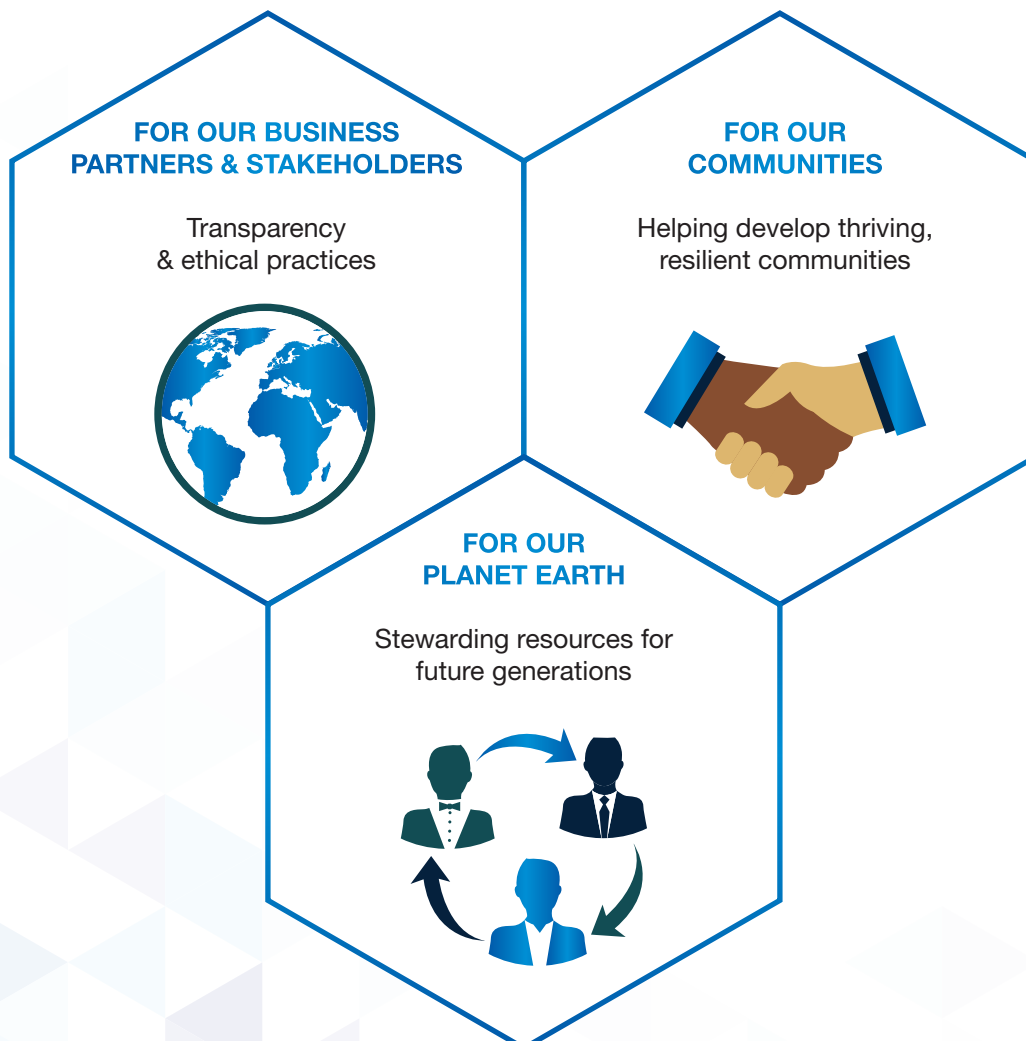 FOR OUR BUSINESS
PARTNERS & STAKEHOLDERS
Transparency
& ethical practices
FOR OUR
COMMUNITIES
Helping develop thriving,
resilient communities
FOR OUR
PLANET EARTH
Stewarding resources for
future generations